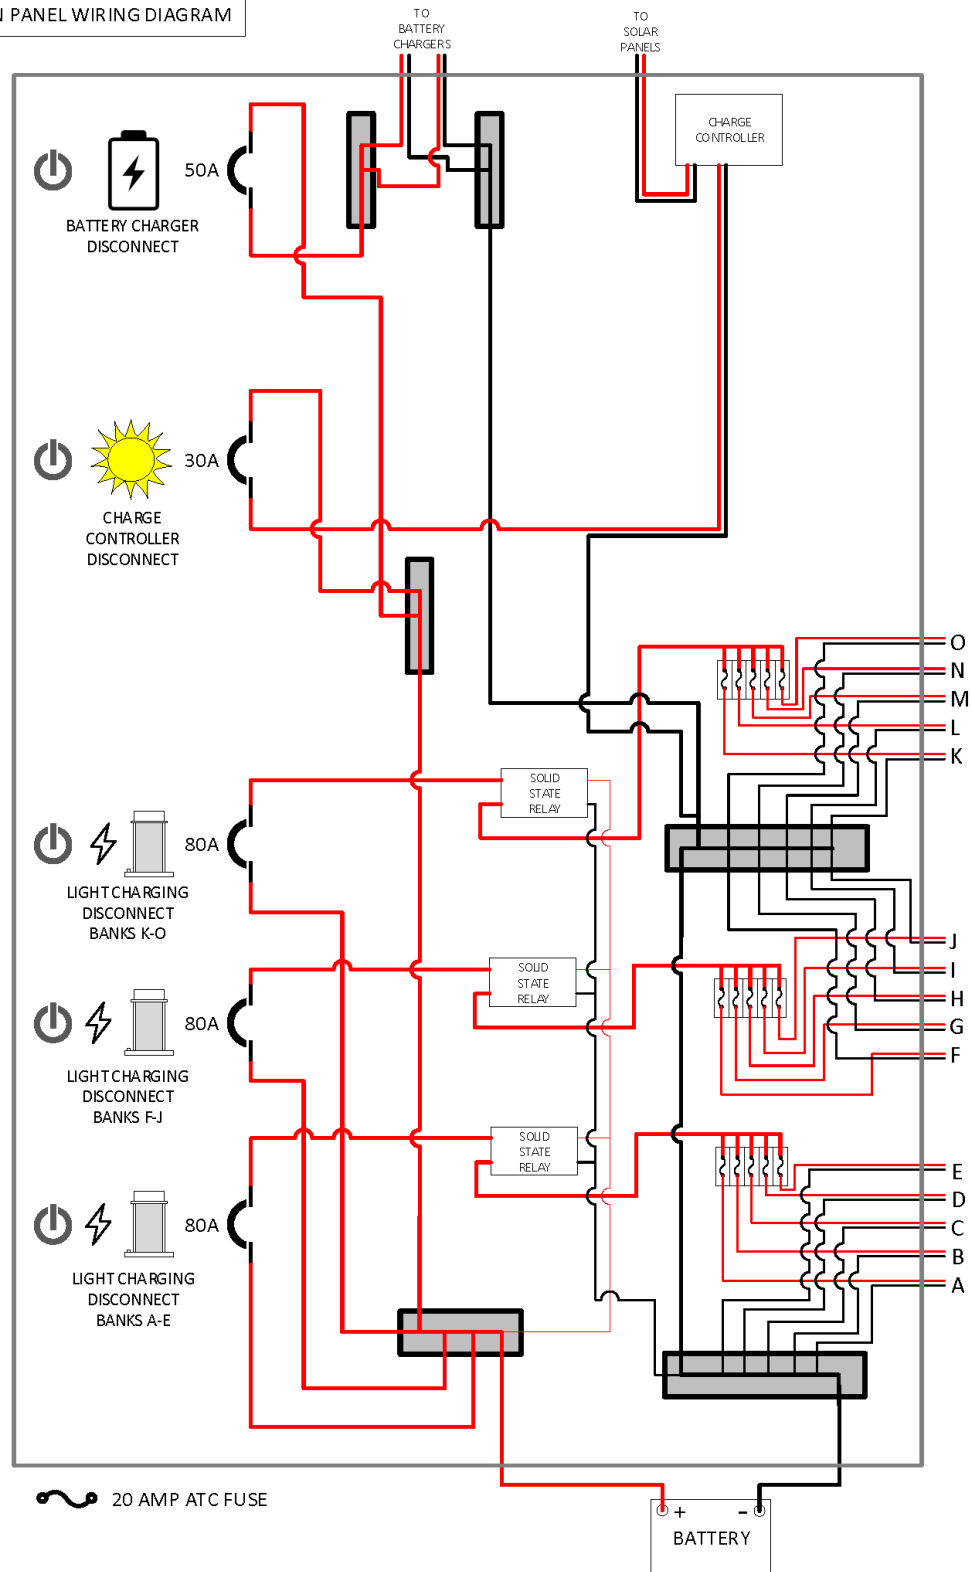 N PANEL WIRING DIAGRAM
TO
BATTERY
CHARGERS
TO
SOLAR
PANELS
CHARGE
CONTROLLER
50A
BATTERY CHARGER
DISCONNECT
30A
CHARGE
CONTROLLER
DISCONNECT
O
N
M
L
K
SOLID
STATE
RELAY
80A
LIGHT CHARGING
DISCONNECT
BANKS K-O
J
I
H
G
F
SOLID
STATE
RELAY
80A
LIGHT CHARGING
DISCONNECT
BANKS F-J
SOLID
STATE
RELAY
E
D
C
B
A
80A
LIGHT CHARGING
DISCONNECT
BANKS A-E
20 AMP ATC FUSE
+ -
BATTERY